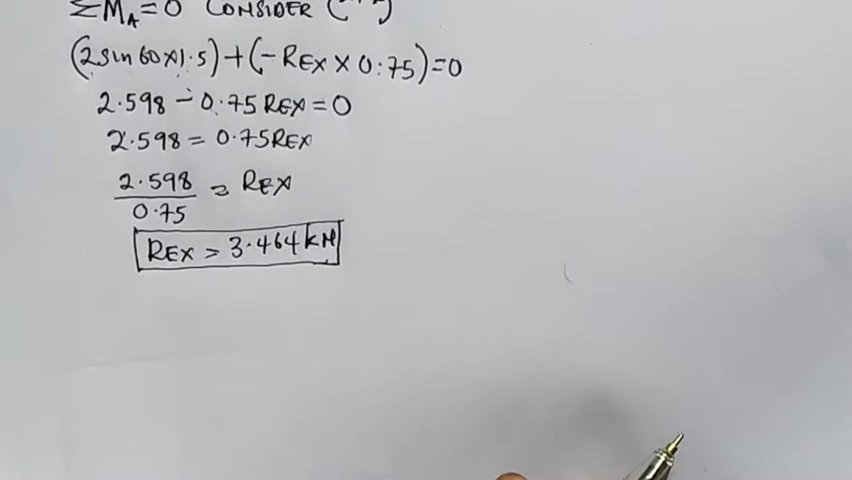 ΣM_A = 0 CONSIDER
(2sin60×1.5)+(-REX × 0.75)=0
2.598 - 0.75REX = 0
2.598 = 0.75REX
2.598/0.75 = REX
REX = 3.464 kN